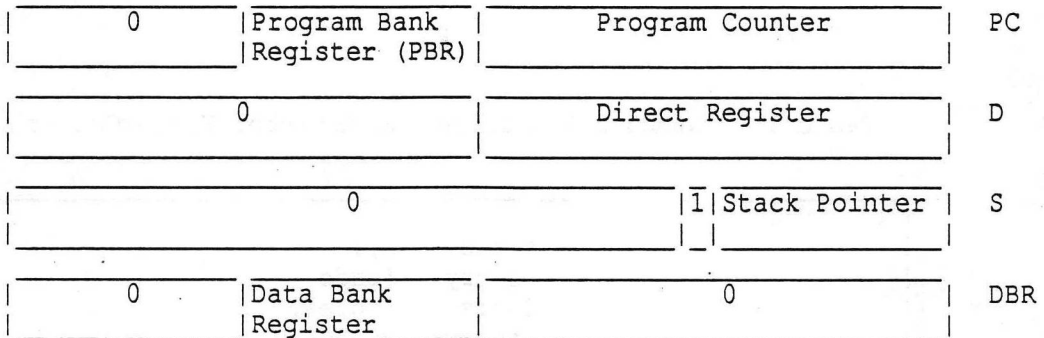 0 Program Bank Program Counter PC
Register (PBR)
0 Direct Register D
0 1 Stack Pointer S
0 Data Bank 0 DBR
Register